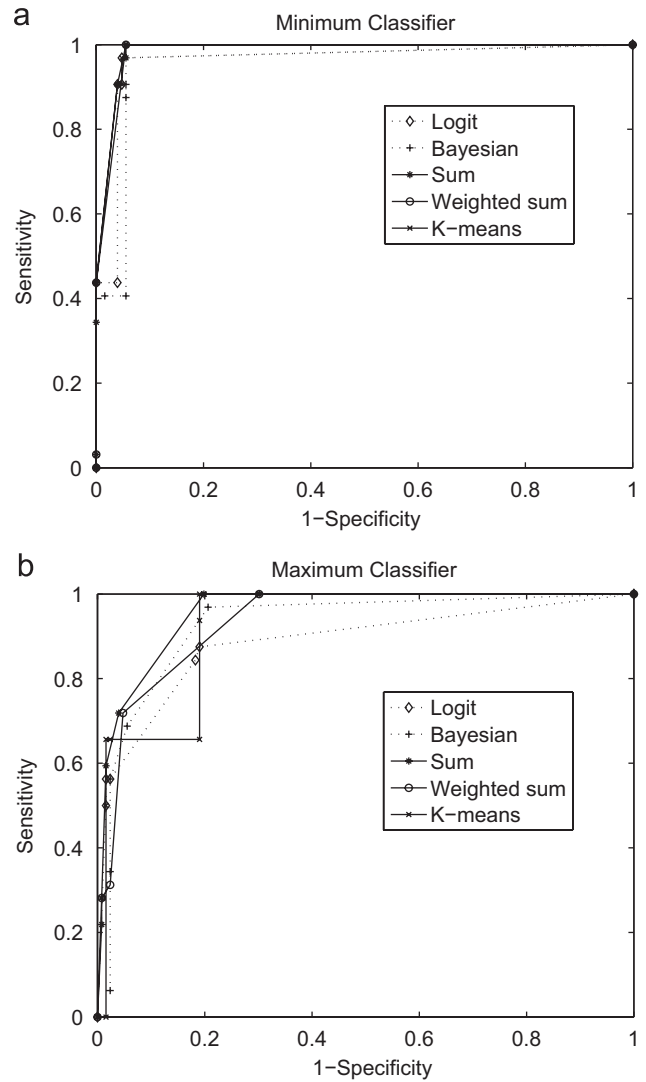 a
Minimum Classifier
1
0.8
0.6
0.4
0.2
0
Sensitivity
Logit
Bayesian
Sum
Weighted sum
K−means
0 0.2 0.4 0.6 0.8 1
1−Specificity
b
Maximum Classifier
1
0.8
0.6
0.4
0.2
0
Sensitivity
Logit
Bayesian
Sum
Weighted sum
K−means
0 0.2 0.4 0.6 0.8 1
1−Specificity